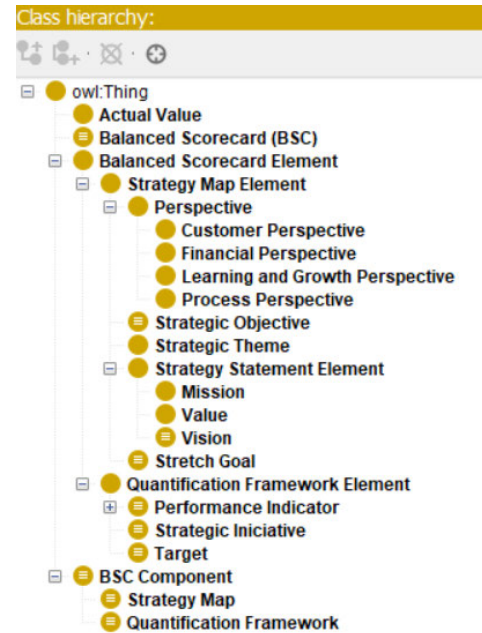 Class hierarchy:
owl:Thing
Actual Value
Balanced Scorecard (BSC)
Balanced Scorecard Element
Strategy Map Element
Perspective
Customer Perspective
Financial Perspective
Learning and Growth Perspective
Process Perspective
Strategic Objective
Strategic Theme
Strategy Statement Element
Mission
Value
Vision
Stretch Goal
Quantification Framework Element
Performance Indicator
Strategic Iniciative
Target
BSC Component
Strategy Map
Quantification Framework